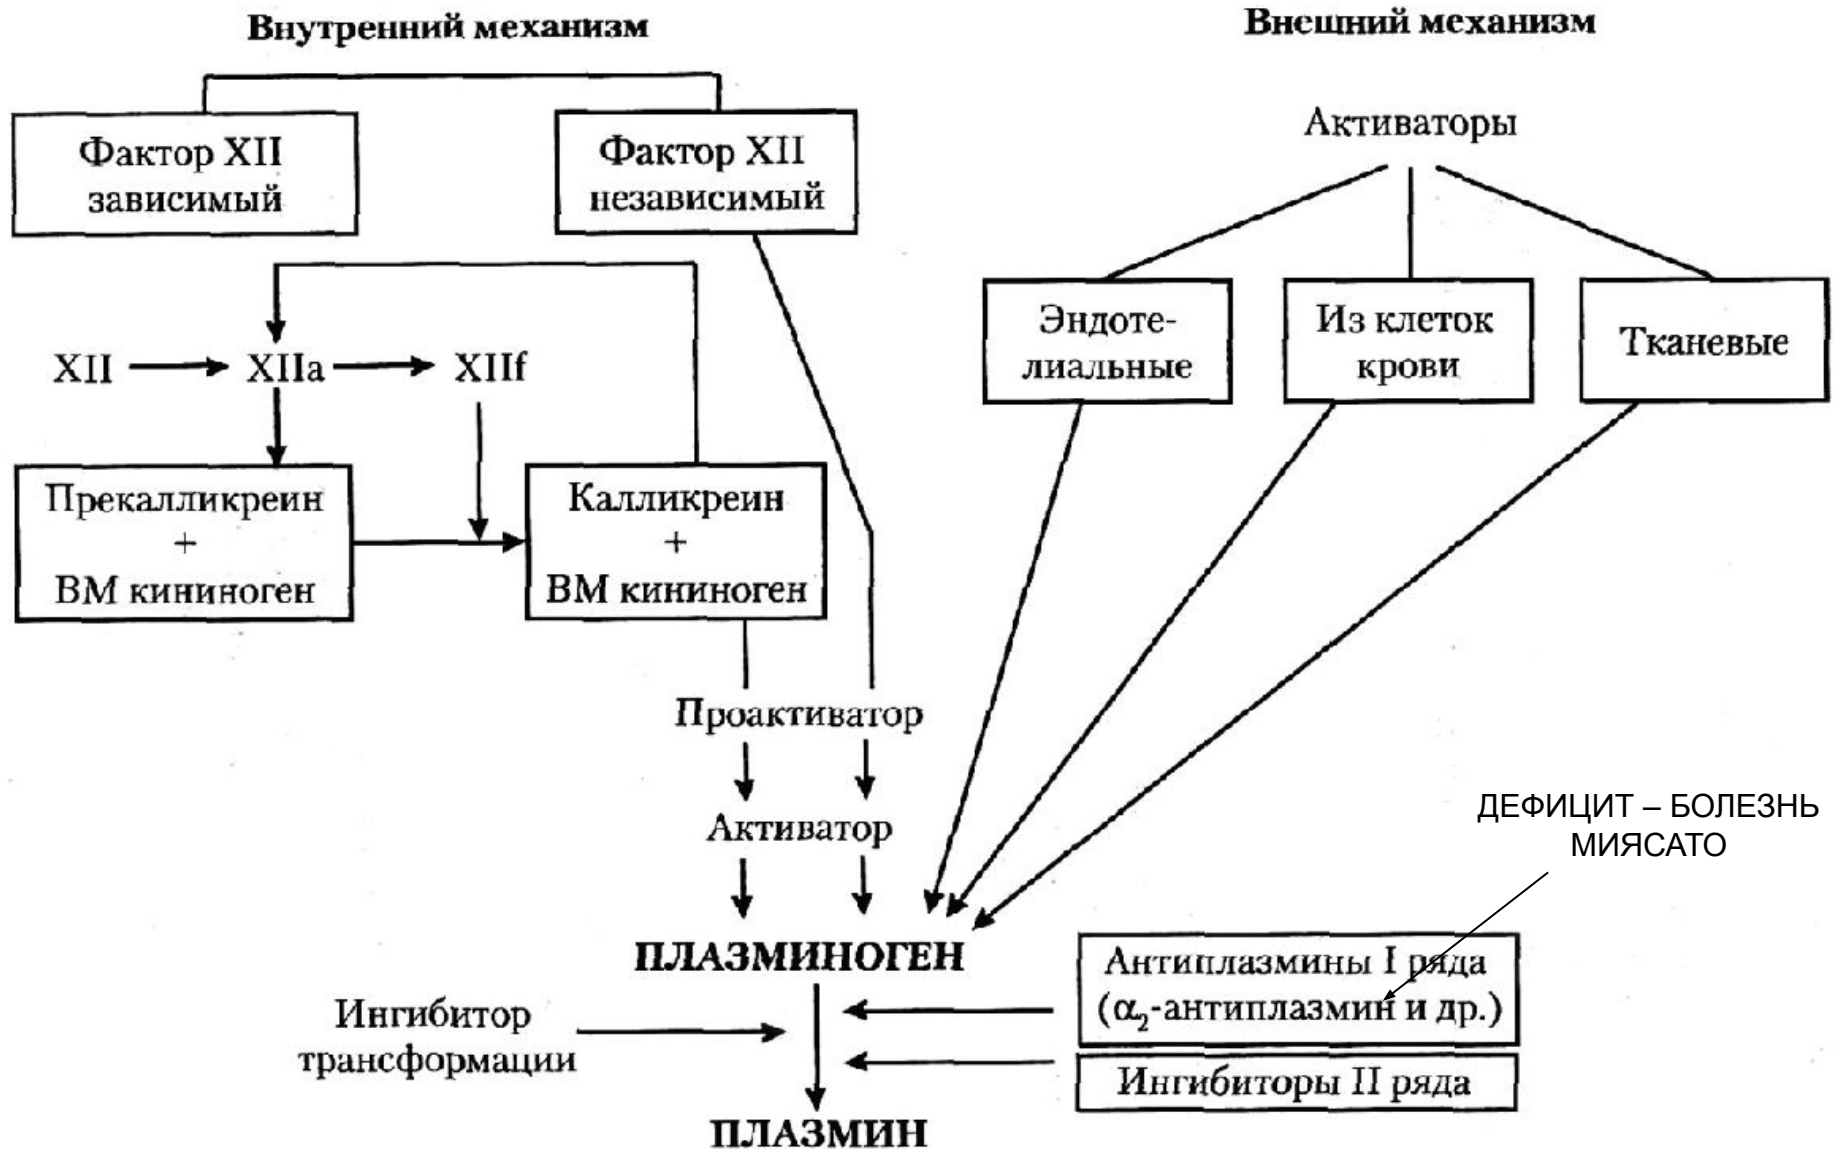 Внутренний механизм
Внешний механизм
Фактор XII
зависимый
Фактор XII
независимый
Активаторы
Эндоте-
лиальные
Из клеток
крови
Тканевые
XII
XIIa
XIIf
Прекалликреин
+
ВМ кининоген
Калликреин
+
ВМ кининоген
Проактиватор
Активатор
ДЕФИЦИТ – БОЛЕЗНЬ
МИЯСАТО
ПЛАЗМИНОГЕН
Антиплазмины I ряда
(α₂-антиплазмин и др.)
Ингибитор
трансформации
Ингибиторы II ряда
ПЛАЗМИН